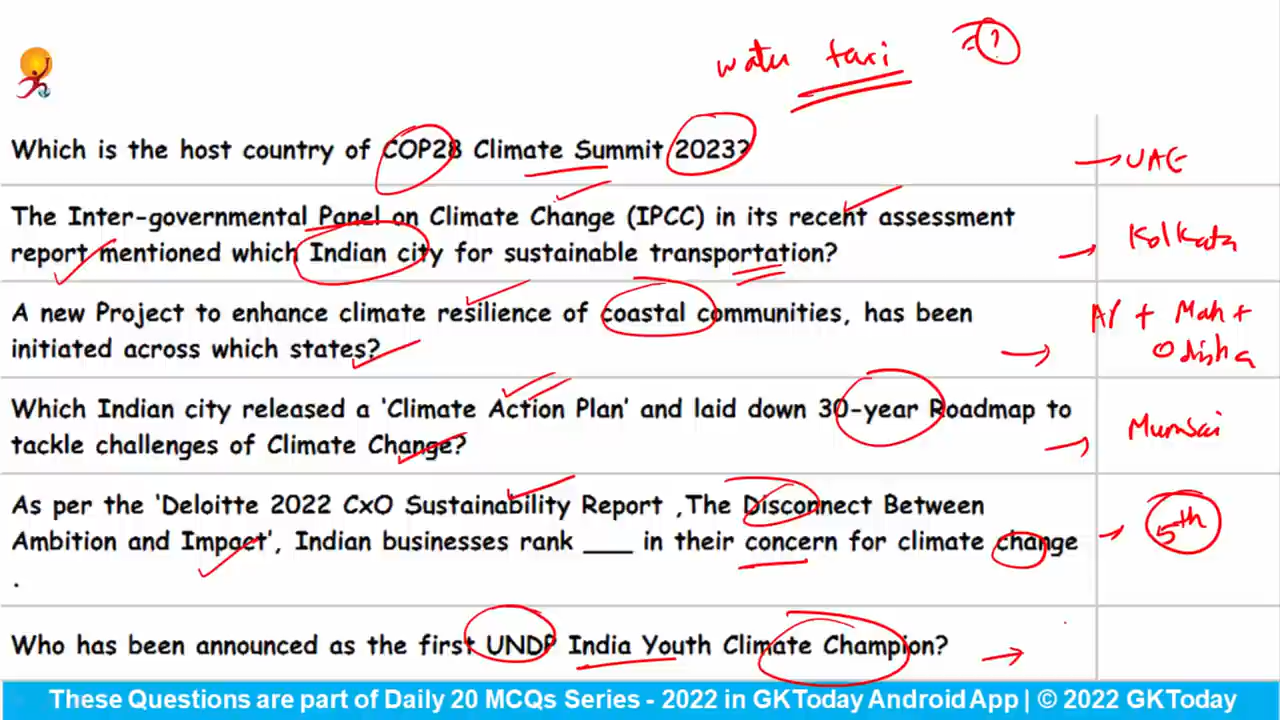 water taxi ?
Which is the host country of COP28 Climate Summit 2023?
UAE
The Inter-governmental Panel on Climate Change (IPCC) in its recent assessment
report mentioned which Indian city for sustainable transportation?
Kolkata
A new Project to enhance climate resilience of coastal communities, has been
initiated across which states?
AP + Mah +
Odisha
Which Indian city released a 'Climate Action Plan' and laid down 30-year Roadmap to
tackle challenges of Climate Change?
Mumbai
As per the 'Deloitte 2022 CxO Sustainability Report ,The Disconnect Between
Ambition and Impact', Indian businesses rank ___ in their concern for climate change
.
5th
Who has been announced as the first UNDP India Youth Climate Champion?
These Questions are part of Daily 20 MCQs Series - 2022 in GKToday Android App | © 2022 GKToday